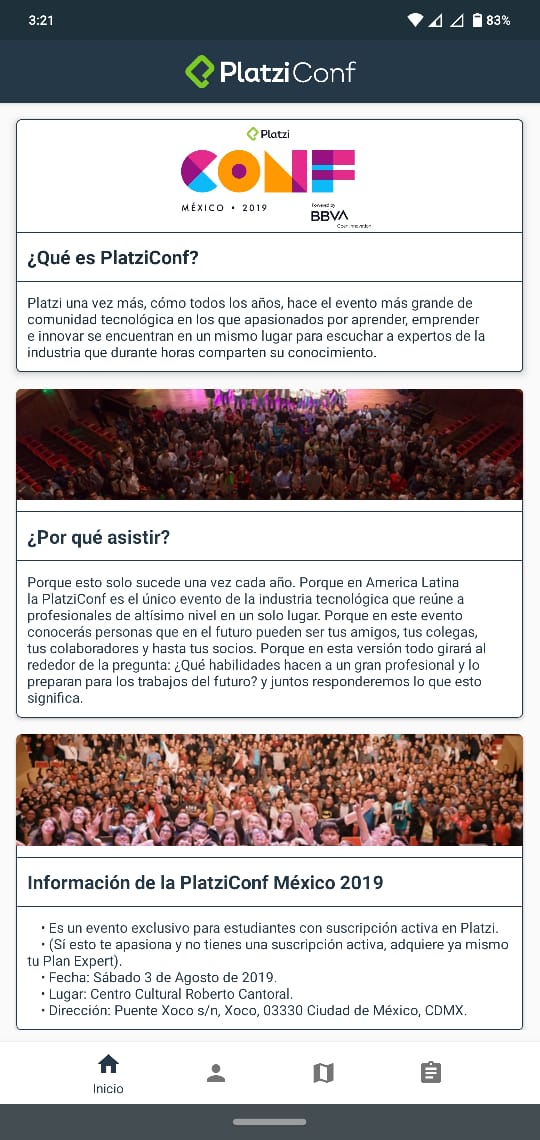 3:21
83%
PlatziConf
Platzi
CONF
MÉXICO • 2019
Powered by
BBVA
Open Innovation
¿Qué es PlatziConf?
Platzi una vez más, cómo todos los años, hace el evento más grande de
comunidad tecnológica en los que apasionados por aprender, emprender
e innovar se encuentran en un mismo lugar para escuchar a expertos de la
industria que durante horas comparten su conocimiento.
¿Por qué asistir?
Porque esto solo sucede una vez cada año. Porque en America Latina
la PlatziConf es el único evento de la industria tecnológica que reúne a
profesionales de altísimo nivel en un solo lugar. Porque en este evento
conocerás personas que en el futuro pueden ser tus amigos, tus colegas,
tus colaboradores y hasta tus socios. Porque en esta versión todo girará al
rededor de la pregunta: ¿Qué habilidades hacen a un gran profesional y lo
preparan para los trabajos del futuro? y juntos responderemos lo que esto
significa.
Información de la PlatziConf México 2019
• Es un evento exclusivo para estudiantes con suscripción activa en Platzi.
• (Sí esto te apasiona y no tienes una suscripción activa, adquiere ya mismo
tu Plan Expert).
• Fecha: Sábado 3 de Agosto de 2019.
• Lugar: Centro Cultural Roberto Cantoral.
• Dirección: Puente Xoco s/n, Xoco, 03330 Ciudad de México, CDMX.
Inicio